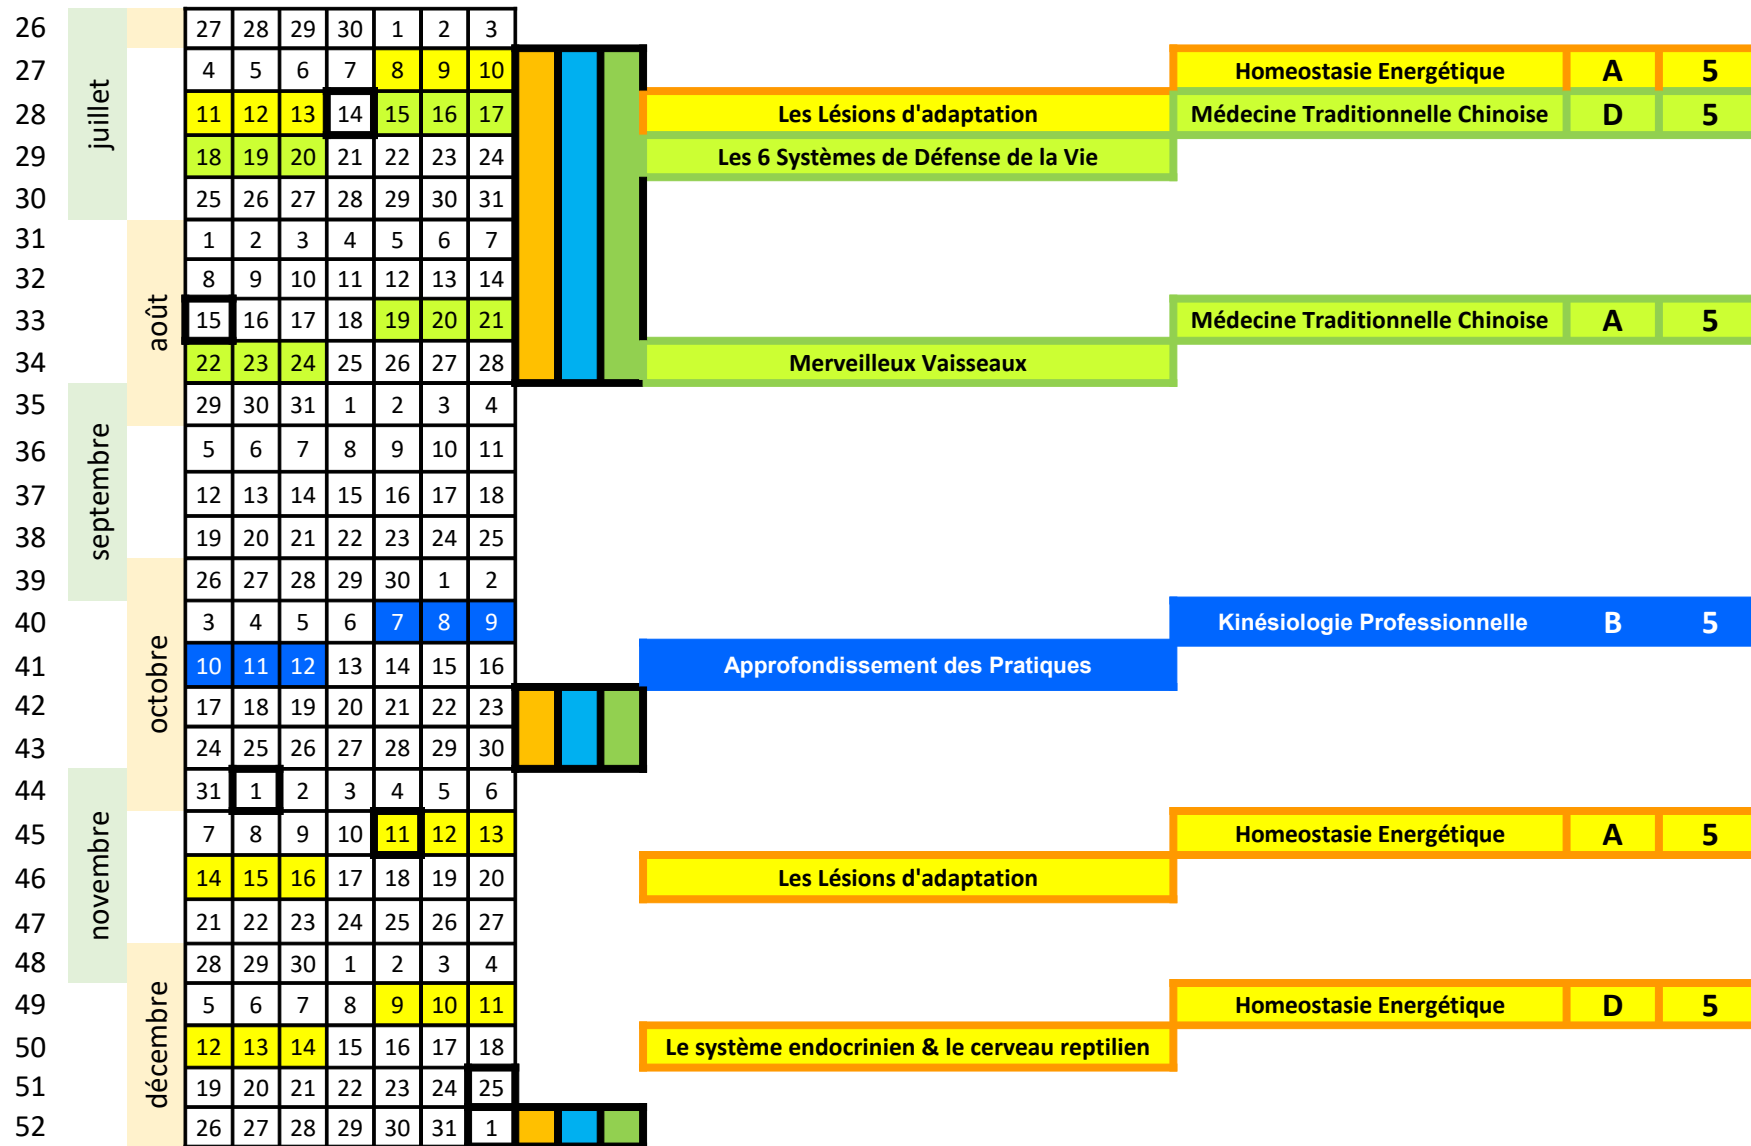 26 27 28 29 30 1 2 3
27 juillet 4 5 6 7 8 9 10 Homeostasie Energétique A 5
28 11 12 13 14 15 16 17 Les Lésions d'adaptation Médecine Traditionnelle Chinoise D 5
29 18 19 20 21 22 23 24 Les 6 Systèmes de Défense de la Vie
30 25 26 27 28 29 30 31
31 1 2 3 4 5 6 7
32 8 9 10 11 12 13 14
33 août 15 16 17 18 19 20 21 Médecine Traditionnelle Chinoise A 5
34 22 23 24 25 26 27 28 Merveilleux Vaisseaux
35 29 30 31 1 2 3 4
36 5 6 7 8 9 10 11
37 septembre 12 13 14 15 16 17 18
38 19 20 21 22 23 24 25
39 26 27 28 29 30 1 2
40 3 4 5 6 7 8 9 Kinésiologie Professionnelle B 5
41 octobre 10 11 12 13 14 15 16 Approfondissement des Pratiques
42 17 18 19 20 21 22 23
43 24 25 26 27 28 29 30
44 31 1 2 3 4 5 6
45 7 8 9 10 11 12 13 Homeostasie Energétique A 5
46 novembre 14 15 16 17 18 19 20 Les Lésions d'adaptation
47 21 22 23 24 25 26 27
48 28 29 30 1 2 3 4
49 5 6 7 8 9 10 11 Homeostasie Energétique D 5
50 décembre 12 13 14 15 16 17 18 Le système endocrinien & le cerveau reptilien
51 19 20 21 22 23 24 25
52 26 27 28 29 30 31 1